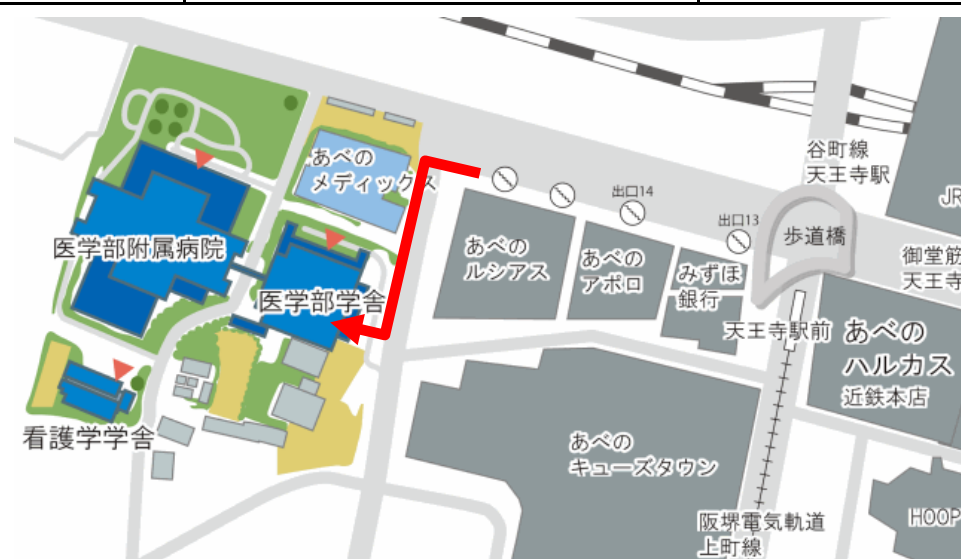 谷町線
天王寺駅
JR
あべの
メディックス
出口14
出口13
歩道橋
御堂筋
天王寺
医学部附属病院
あべの
ルシアス
あべの
アポロ
みずほ
銀行
医学部学舎
天王寺駅前
あべの
ハルカス
近鉄本店
看護学学舎
あべの
キューズタウン
阪堺電気軌道
上町線
HOOP